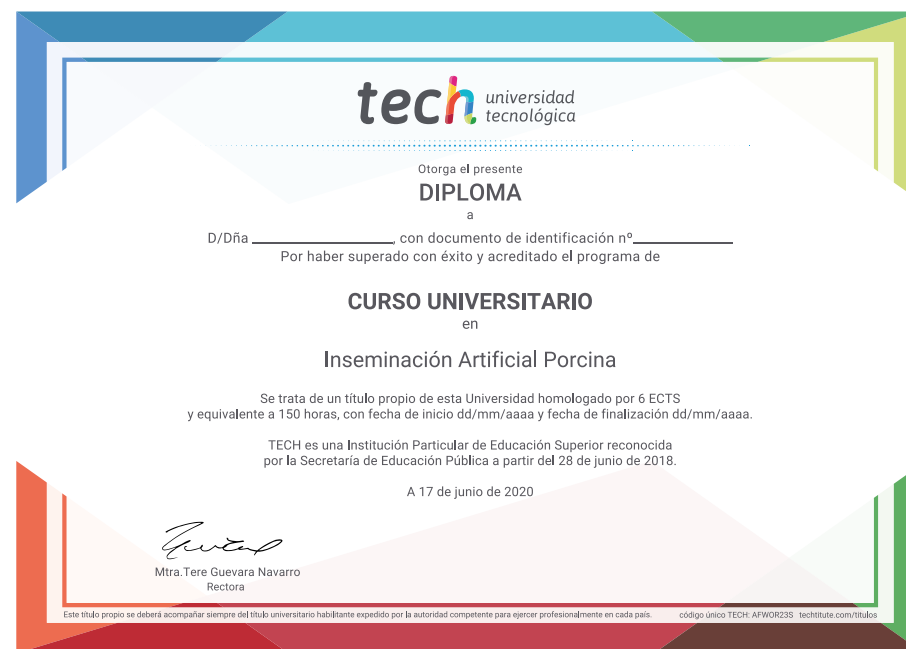 tech universidad
tecnológica
Otorga el presente
DIPLOMA
a
D/Dña ________________, con documento de identificación nº____________
Por haber superado con éxito y acreditado el programa de
CURSO UNIVERSITARIO
en
Inseminación Artificial Porcina
Se trata de un título propio de esta Universidad homologado por 6 ECTS
y equivalente a 150 horas, con fecha de inicio dd/mm/aaaa y fecha de finalización dd/mm/aaaa.
TECH es una Institución Particular de Educación Superior reconocida
por la Secretaría de Educación Pública a partir del 28 de junio de 2018.
A 17 de junio de 2020
Mtra.Tere Guevara Navarro
Rectora
Este título propio se deberá acompañar siempre del título universitario habilitante expedido por la autoridad competente para ejercer profesionalmente en cada país. código único TECH: AFWOR23S techtitute.com/titulos